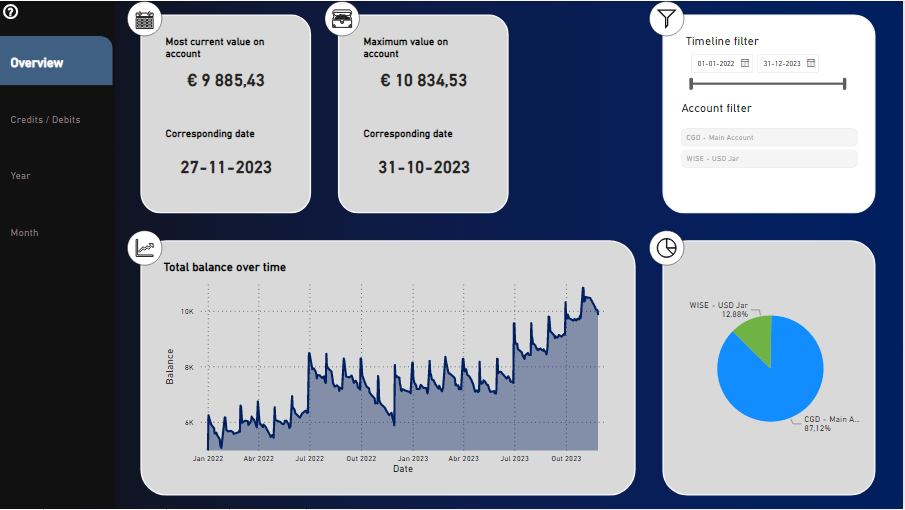 ?
Overview
Credits / Debits
Year
Month
Most current value on
account
€ 9 885,43
Corresponding date
27-11-2023
Maximum value on
account
€ 10 834,53
Corresponding date
31-10-2023
Timeline filter
01-01-2022
31-12-2023
Account filter
CGD - Main Account
WISE - USD Jar
Total balance over time
Balance
10K
8K
6K
Jan 2022
Abr 2022
Jul 2022
Out 2022
Jan 2023
Abr 2023
Jul 2023
Out 2023
Date
WISE - USD Jar
12,88%
CGD - Main A...
87,12%